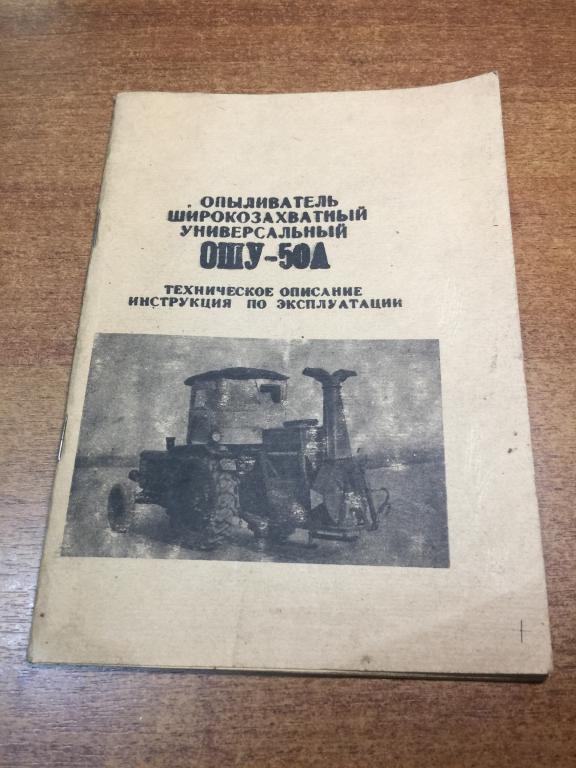 ОПЫЛИВАТЕЛЬ
ШИРОКОЗАХВАТНЫЙ
УНИВЕРСАЛЬНЫЙ
ОШУ-50А
ТЕХНИЧЕСКОЕ ОПИСАНИЕ
ИНСТРУКЦИЯ ПО ЭКСПЛУАТАЦИИ